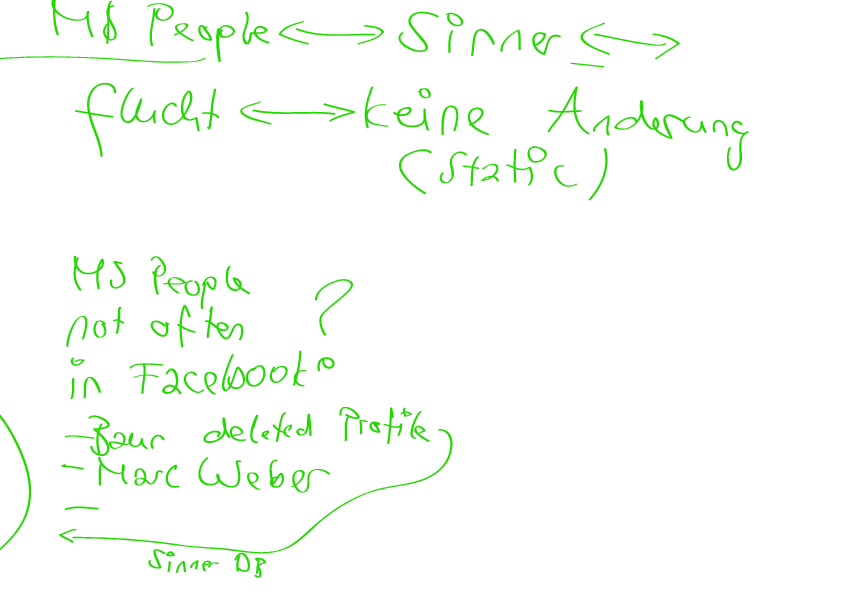 MS People <-> Sinner <->
flucht <-> keine Änderung
(static)
MS People
not often ?
in Facebook
- Baur deleted Profile
- Marc Weber
-
Sinner DB